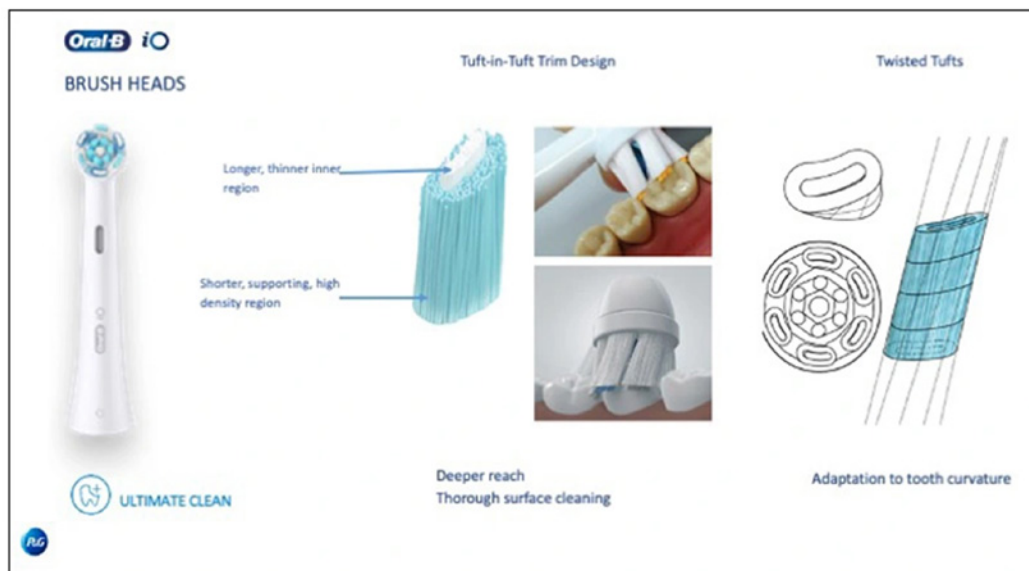 Oral-B iO
BRUSH HEADS
Tuft-in-Tuft Trim Design
Twisted Tufts
Longer, thinner inner
region
Shorter, supporting, high
density region
ULTIMATE CLEAN
Deeper reach
Thorough surface cleaning
Adaptation to tooth curvature
P&G